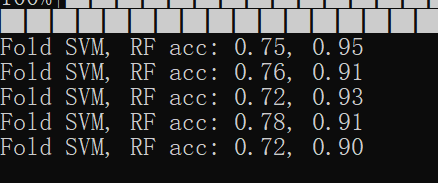 100%
Fold SVM, RF acc: 0.75, 0.95
Fold SVM, RF acc: 0.76, 0.91
Fold SVM, RF acc: 0.72, 0.93
Fold SVM, RF acc: 0.78, 0.91
Fold SVM, RF acc: 0.72, 0.90